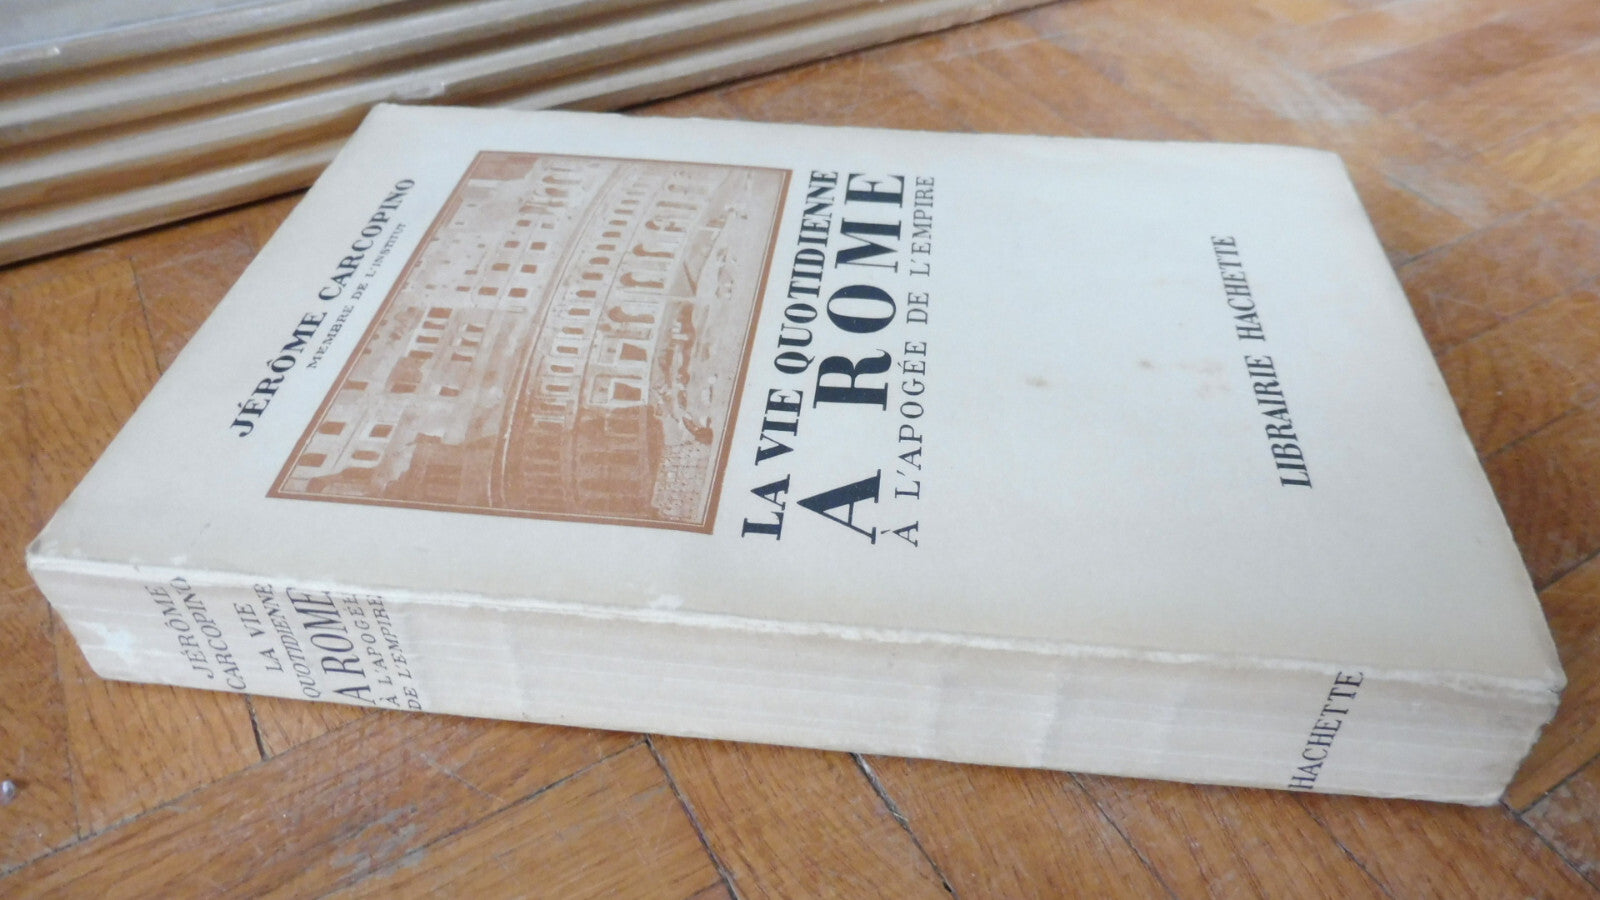 JÉRÔME CARCOPINO
MEMBRE DE L'INSTITUT
LA VIE QUOTIDIENNE
A ROME
À L'APOGÉE DE L'EMPIRE
LIBRAIRIE HACHETTE
JÉRÔME
CARCOPINO
LA VIE
QUOTIDIENNE
A ROME
À L'APOGÉE
DE L'EMPIRE
HACHETTE